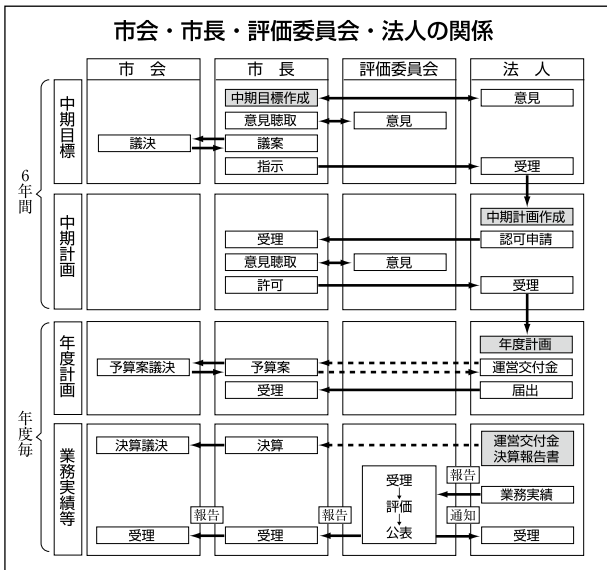 市会・市長・評価委員会・法人の関係
市　会
市　長
評価委員会
法　人
6年間
中期目標
中期目標作成
意見
意見聴取
意見
議決
議案
指示
受理
中期計画
中期計画作成
受理
認可申請
意見聴取
意見
許可
受理
年度毎
年度計画
年度計画
予算案議決
予算案
運営交付金
受理
届出
業務実績等
決算議決
決算
運営交付金
決算報告書
受理
評価
公表
報告
業務実績
通知
受理
報告
受理
報告
受理